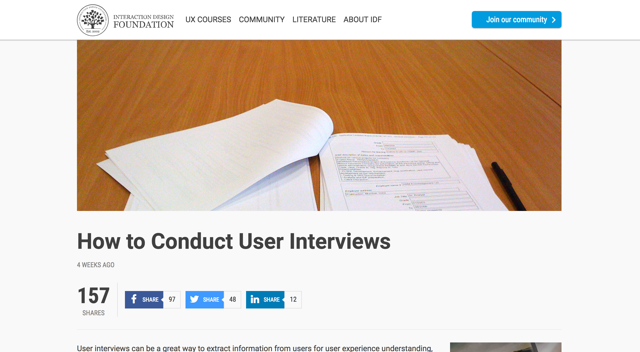 INTERACTION DESIGN
FOUNDATION
Est. 2002
UX COURSES COMMUNITY LITERATURE ABOUT IDF
Join our community
How to Conduct User Interviews
4 WEEKS AGO
157
SHARES
SHARE 97 SHARE 48 in SHARE 12
User interviews can be a great way to extract information from users for user experience understanding,